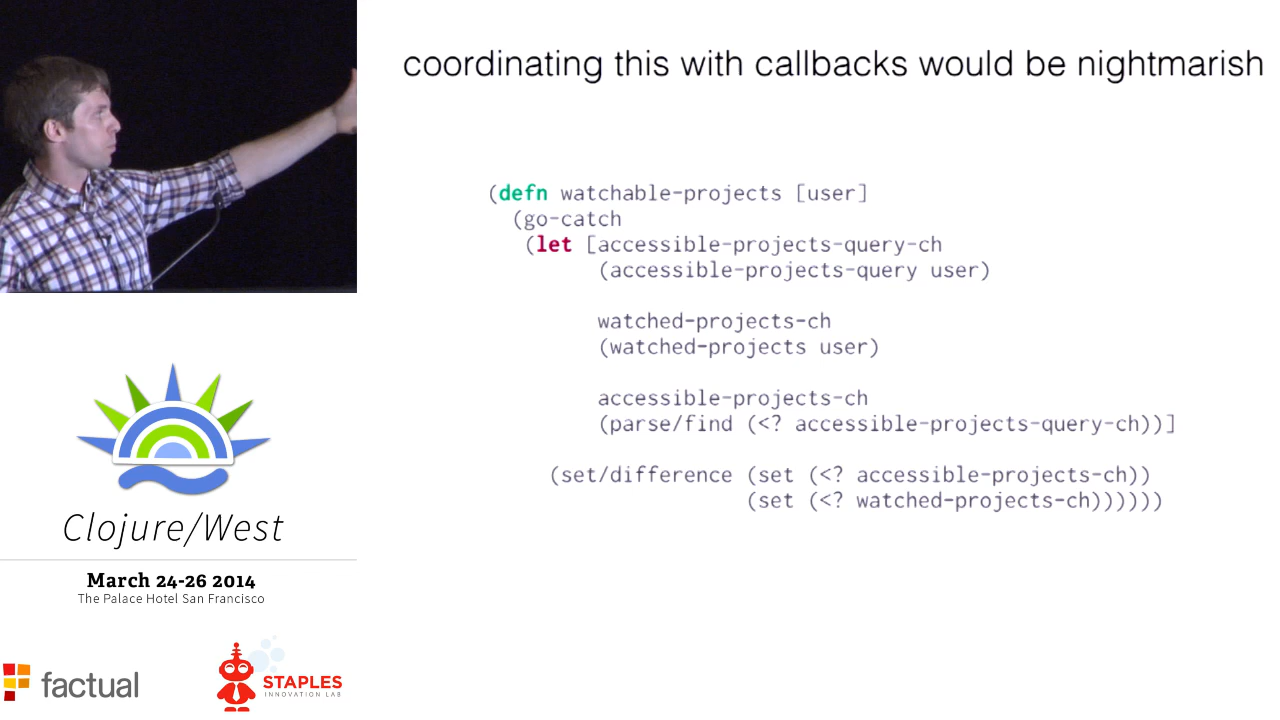 coordinating this with callbacks would be nightmarish
(defn watchable-projects [user]
(go-catch
(let [accessible-projects-query-ch
(accessible-projects-query user)
watched-projects-ch
(watched-projects user)
accessible-projects-ch
(parse/find (<? accessible-projects-query-ch))]
(set/difference (set (<? accessible-projects-ch))
(set (<? watched-projects-ch))))))
Clojure/West
March 24-26 2014
The Palace Hotel San Francisco
factual
STAPLES
INNOVATION LAB